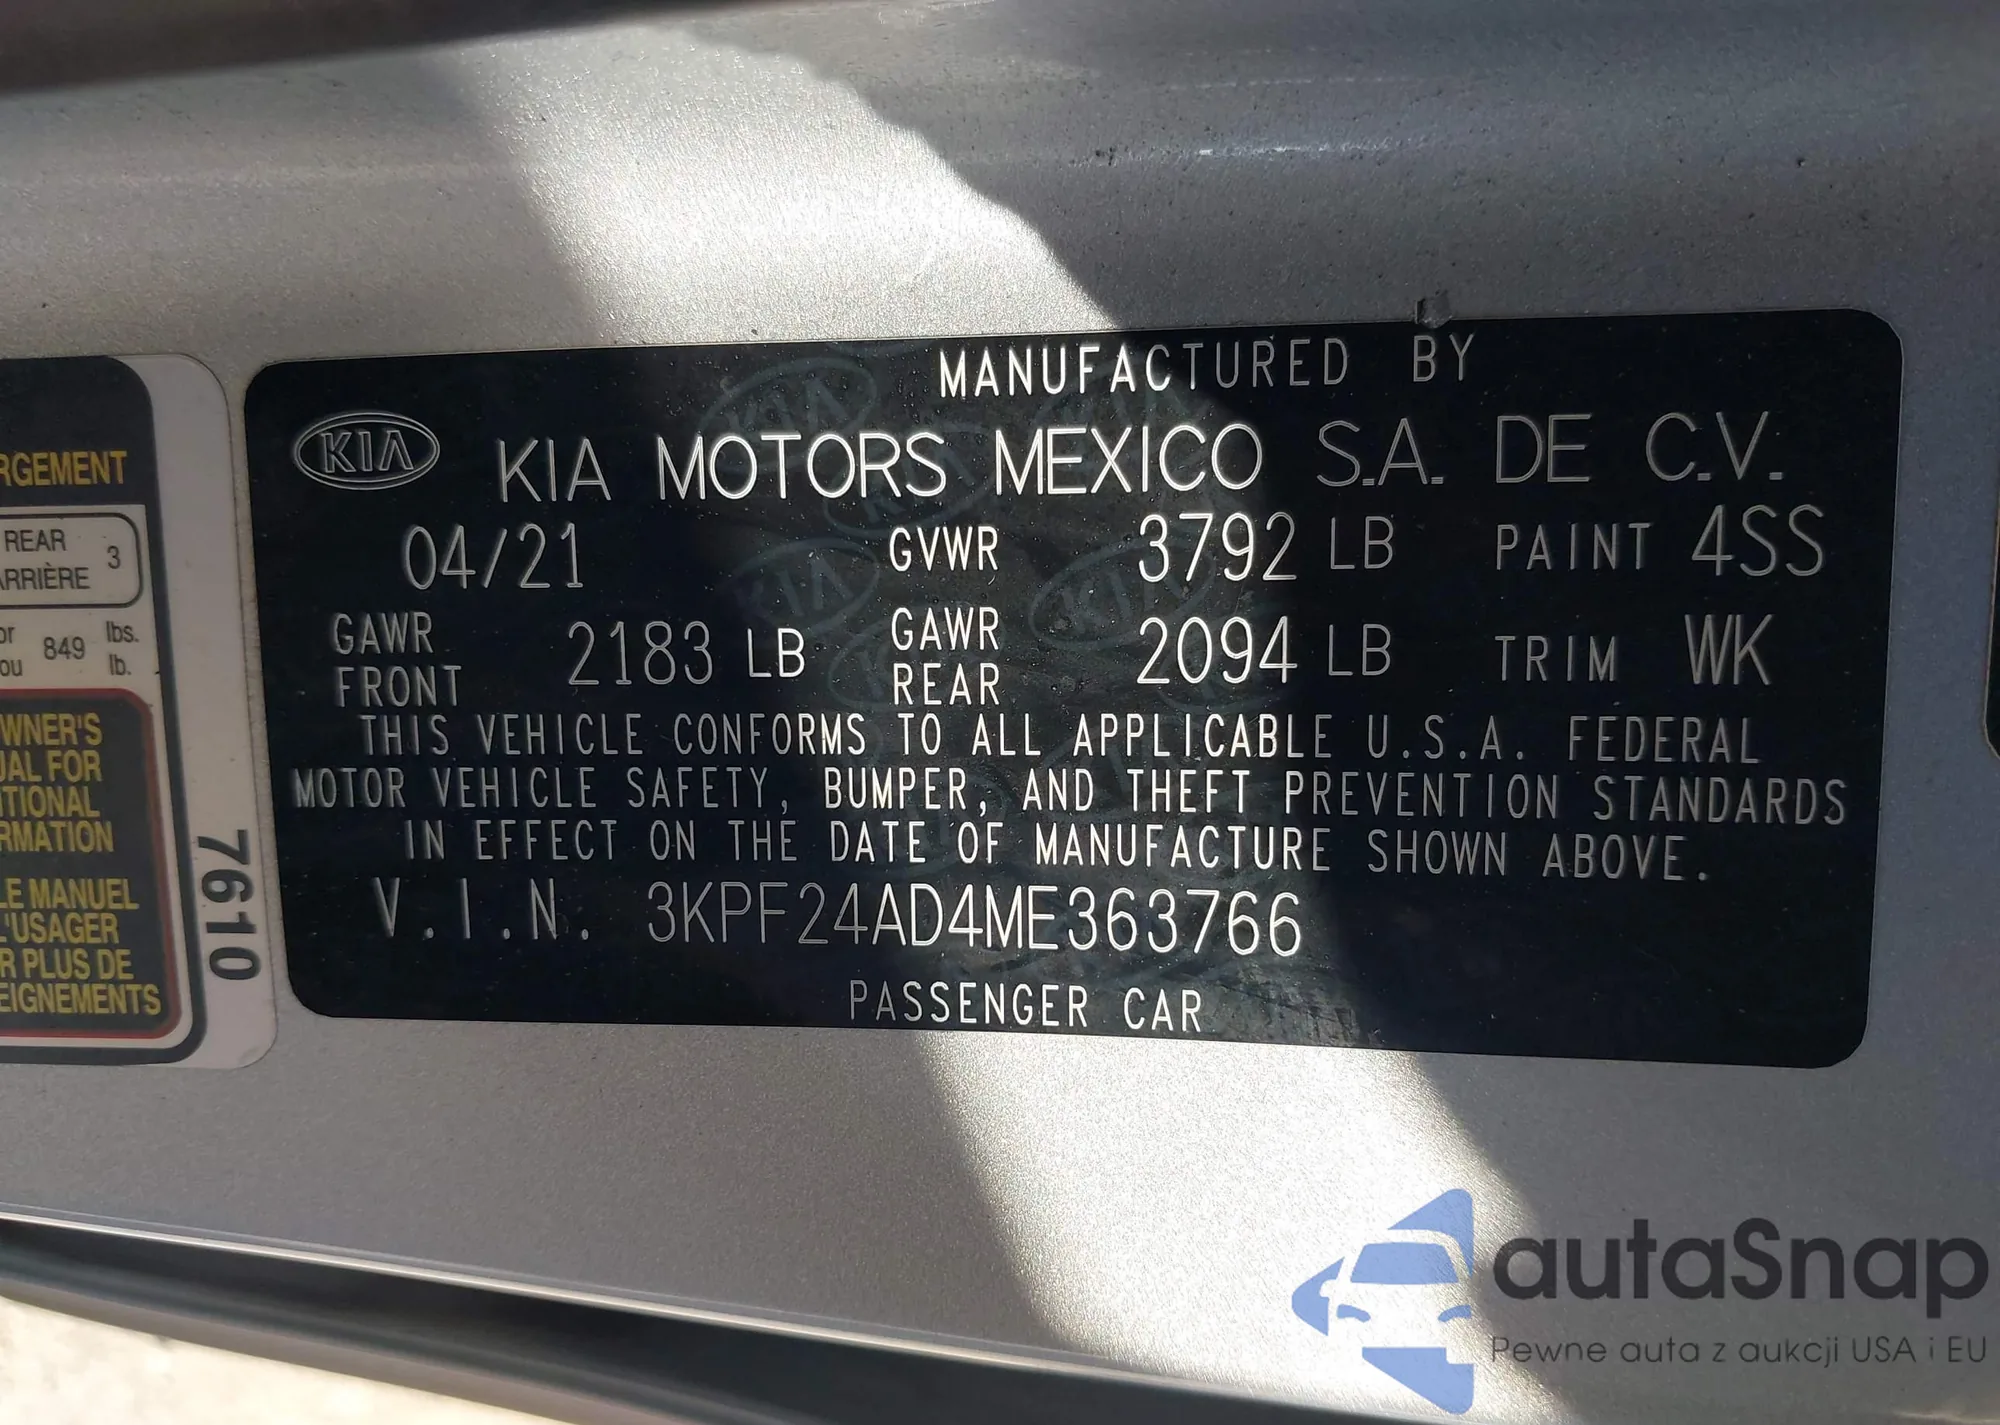 MANUFACTURED BY
KIA KIA MOTORS MEXICO S.A. DE C.V.
04/21 GVWR 3792 LB PAINT 4SS
GAWR FRONT 2183 LB GAWR REAR 2094 LB TRIM WK
THIS VEHICLE CONFORMS TO ALL APPLICABLE U.S.A. FEDERAL
MOTOR VEHICLE SAFETY, BUMPER, AND THEFT PREVENTION STANDARDS
IN EFFECT ON THE DATE OF MANUFACTURE SHOWN ABOVE.
V.I.N. 3KPF24AD4ME363766
PASSENGER CAR
RGEMENT
REAR 3
ARRIÈRE
or 849 lbs.
ou lb.
WNER'S
UAL FOR
ITIONAL
RMATION
LE MANUEL
L'USAGER
R PLUS DE
EIGNEMENTS
7610
autaSnap
Pewne auta z aukcji USA i EU